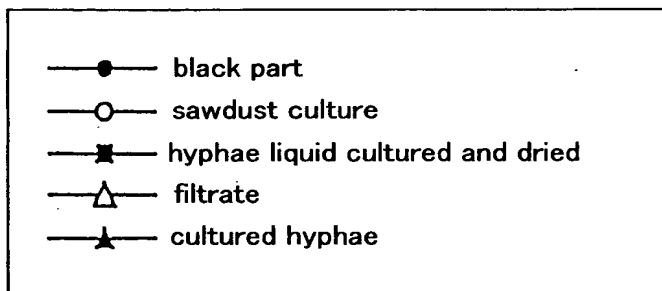 black part
sawdust culture
hyphae liquid cultured and dried
filtrate
cultured hyphae